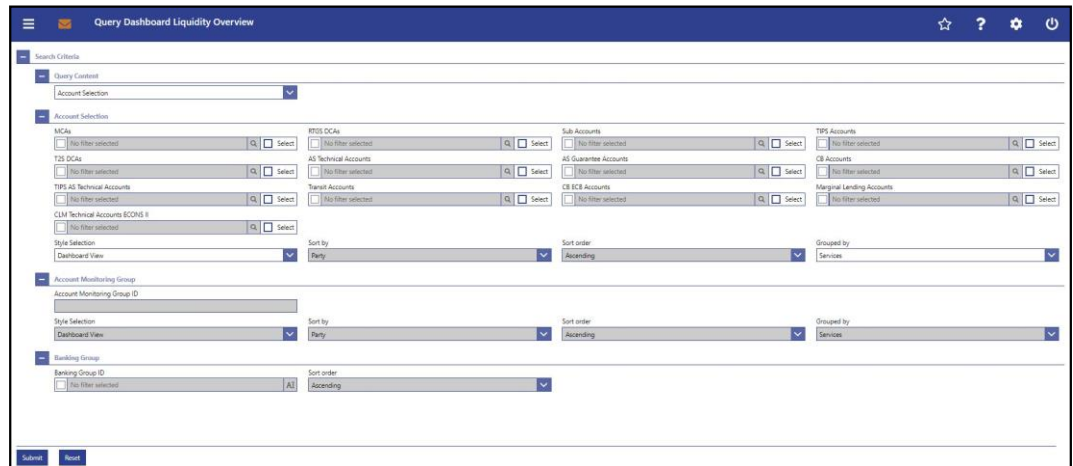 Query Dashboard Liquidity Overview
Search Criteria
Query Content
Account Selection
Account Selection
MCAs RTGS DCAs Sub Accounts TIPS Accounts
No filter selected Select No filter selected Select No filter selected Select No filter selected Select
T2S DCAs AS Technical Accounts AS Guarantee Accounts CB Accounts
No filter selected Select No filter selected Select No filter selected Select No filter selected Select
TIPS AS Technical Accounts Transit Accounts CB ECB Accounts Marginal Lending Accounts
No filter selected Select No filter selected Select No filter selected Select No filter selected Select
CLM Technical Accounts ECONS II
No filter selected Select
Style Selection Sort by Sort order Grouped by
Dashboard View Party Ascending Services
Account Monitoring Group
Account Monitoring Group ID
Style Selection Sort by Sort order Grouped by
Dashboard View Party Ascending Services
Banking Group
Banking Group ID Sort order
No filter selected AI Ascending
Submit Reset